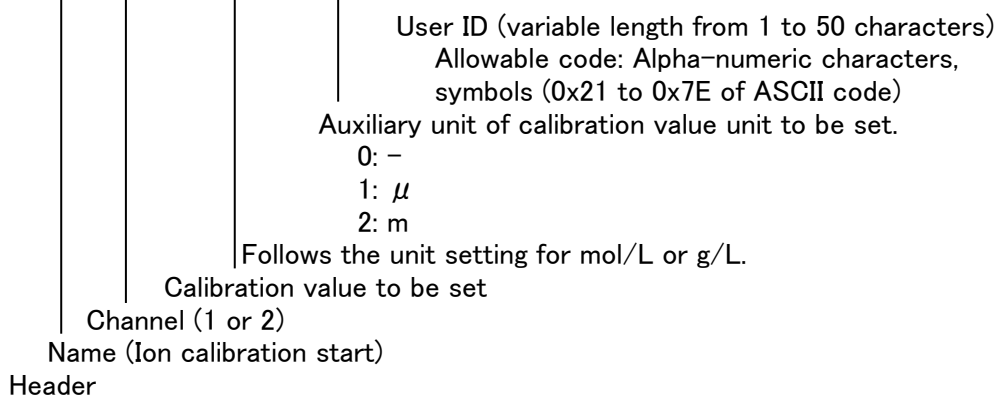 User ID (variable length from 1 to 50 characters)
Allowable code: Alpha-numeric characters,
symbols (0x21 to 0x7E of ASCII code)
Auxiliary unit of calibration value unit to be set.
0: −
1: μ
2: m
Follows the unit setting for mol/L or g/L.
Calibration value to be set
Channel (1 or 2)
Name (Ion calibration start)
Header